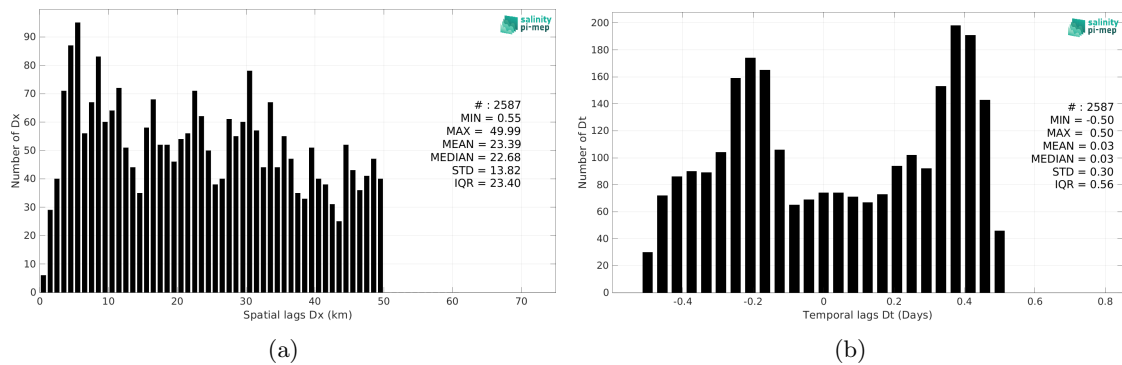 salinity
pi-mep
90
80
70
60
50
40
30
20
10
0
Number of Dx
# : 2587
MIN = 0.55
MAX = 49.99
MEAN = 23.39
MEDIAN = 22.68
STD = 13.82
IQR = 23.40
0 10 20 30 40 50 60 70
Spatial lags Dx (km)
(a)
salinity
pi-mep
200
180
160
140
120
100
80
60
40
20
0
Number of Dt
# : 2587
MIN = -0.50
MAX = 0.50
MEAN = 0.03
MEDIAN = 0.03
STD = 0.30
IQR = 0.56
-0.4 -0.2 0 0.2 0.4 0.6 0.8
Temporal lags Dt (Days)
(b)